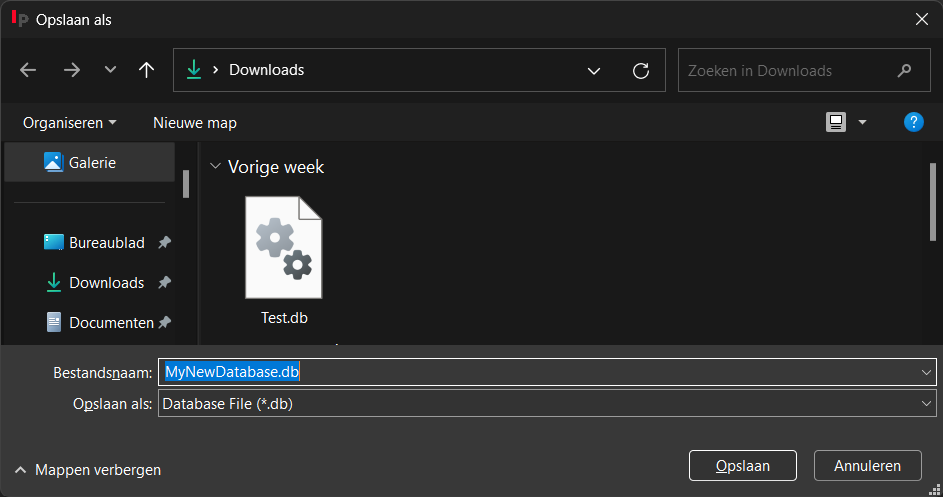 Opslaan als
Downloads
Zoeken in Downloads
Organiseren
Nieuwe map
Galerie
Vorige week
Bureaublad
Downloads
Documenten
Test.db
Bestandsnaam: MyNewDatabase.db
Opslaan als: Database File (*.db)
Mappen verbergen
Opslaan
Annuleren